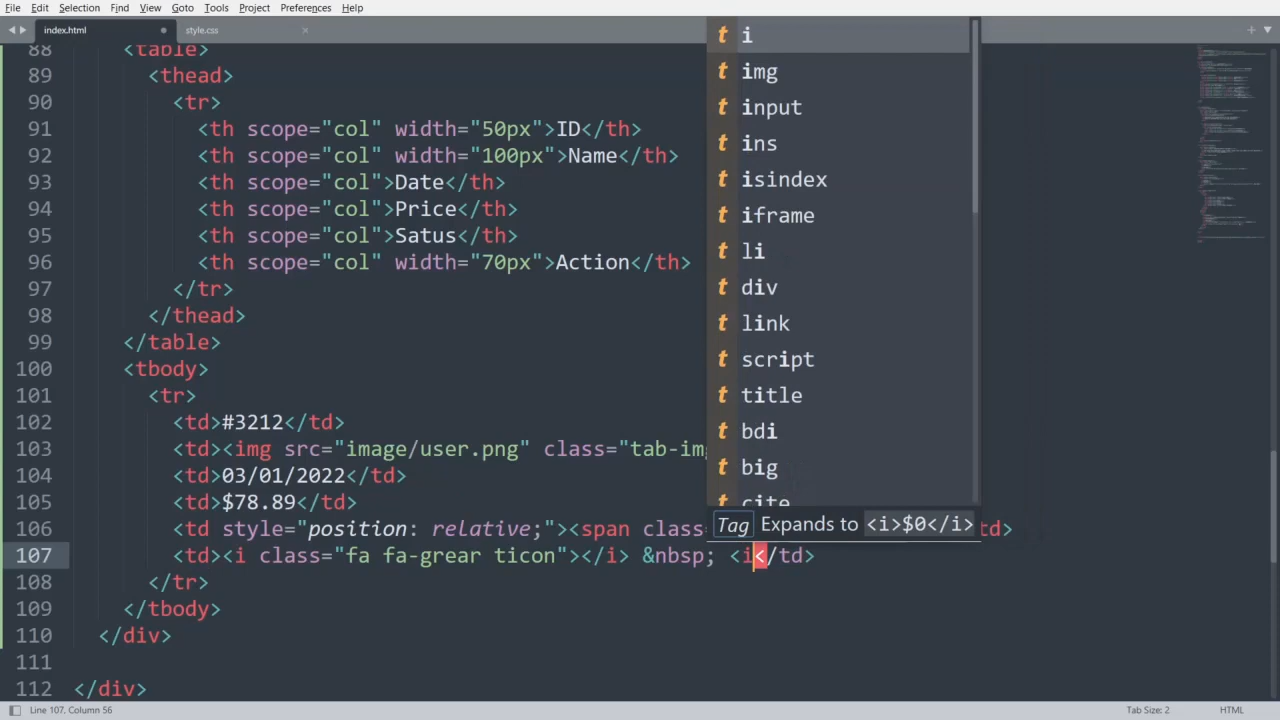 File Edit Selection Find View Goto Tools Project Preferences Help
index.html style.css
88 <table>
89 <thead>
90 <tr>
91 <th scope="col" width="50px">ID</th>
92 <th scope="col" width="100px">Name</th>
93 <th scope="col">Date</th>
94 <th scope="col">Price</th>
95 <th scope="col">Satus</th>
96 <th scope="col" width="70px">Action</th>
97 </tr>
98 </thead>
99 </table>
100 <tbody>
101 <tr>
102 <td>#3212</td>
103 <td><img src="image/user.png" class="tab-img
104 <td>03/01/2022</td>
105 <td>$78.89</td>
106 <td style="position: relative;"><span class= td>
107 <td><i class="fa fa-grear ticon"></i> &nbsp; <i</td>
108 </tr>
109 </tbody>
110 </div>
111
112 </div>
t i
t img
t input
t ins
t isindex
t iframe
t li
t div
t link
t script
t title
t bdi
t big
t cite
Tag Expands to <i>$0</i>
Line 107, Column 56 Tab Size: 2 HTML